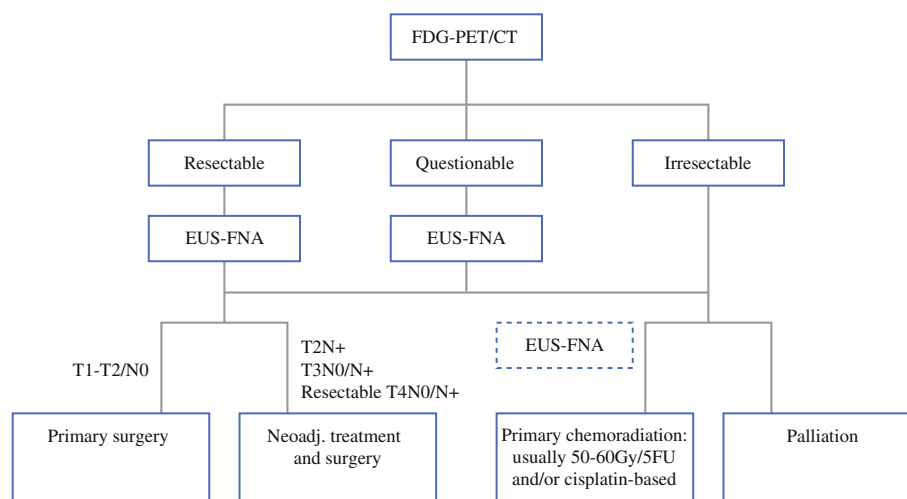 FDG-PET/CT
Resectable
Questionable
Irresectable
EUS-FNA
EUS-FNA
T1-T2/N0
T2N+
T3N0/N+
Resectable T4N0/N+
EUS-FNA
Primary surgery
Neoadj. treatment
and surgery
Primary chemoradiation:
usually 50-60Gy/5FU
and/or cisplatin-based
Palliation